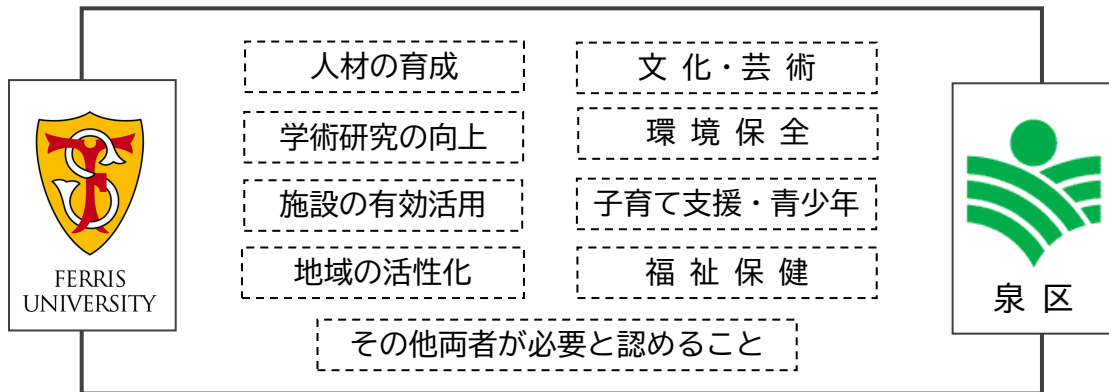 人材の育成
文化・芸術
学術研究の向上
環境保全
施設の有効活用
子育て支援・青少年
地域の活性化
福祉保健
その他両者が必要と認めること
FERRIS
UNIVERSITY
泉区